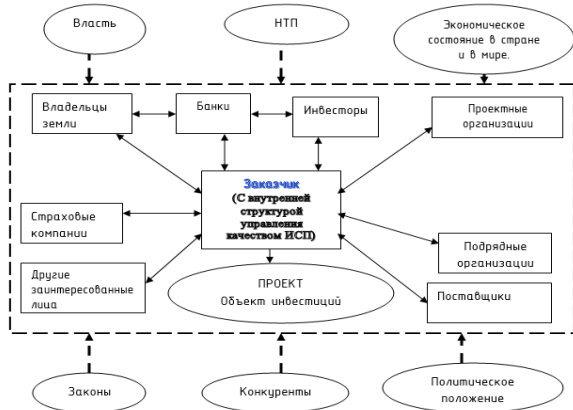 Власть
НТП
Экономическое
состояние в стране
и в мире.
Владельцы
земли
Банки
Инвесторы
Проектные
организации
Заказчик
(С внутренней
структурой
управления
качеством ИСП)
Страховые
компании
Подрядные
организации
Другие
заинтересованные
лица
ПРОЕКТ
Объект инвестиций
Поставщики
Законы
Конкуренты
Политическое
положение